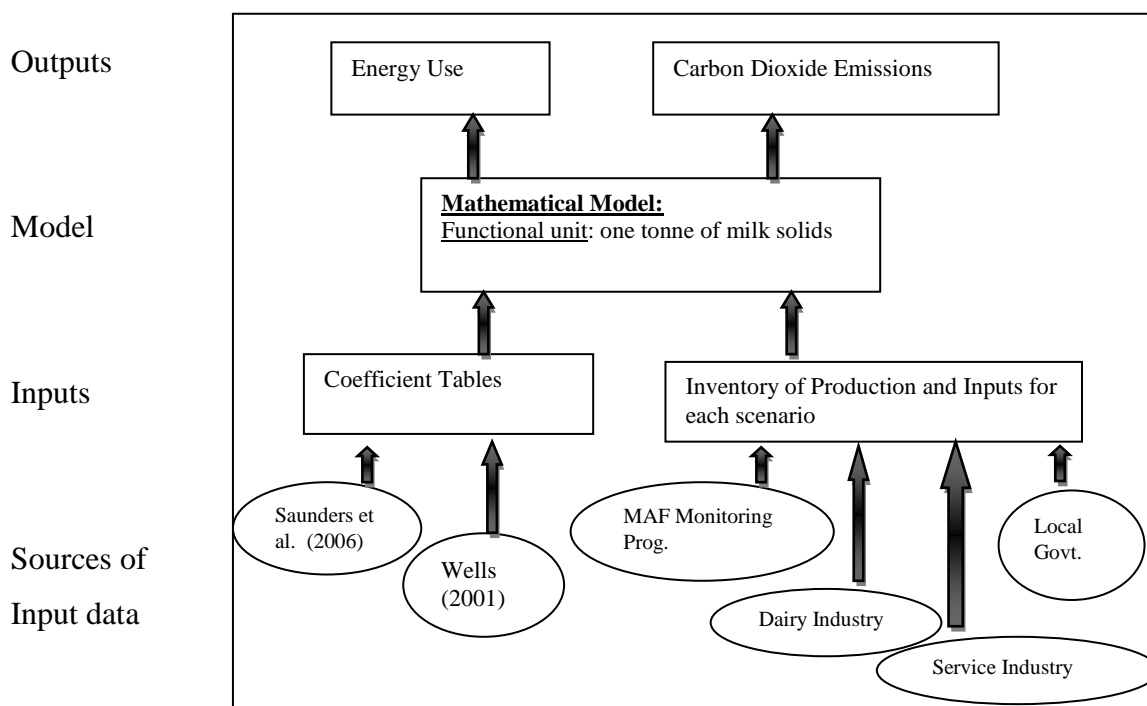 Outputs
Energy Use
Carbon Dioxide Emissions
Model
Mathematical Model:
Functional unit: one tonne of milk solids
Inputs
Coefficient Tables
Inventory of Production and Inputs for
each scenario
Sources of
Input data
Saunders et
al. (2006)
Wells
(2001)
MAF Monitoring
Prog.
Dairy Industry
Service Industry
Local
Govt.